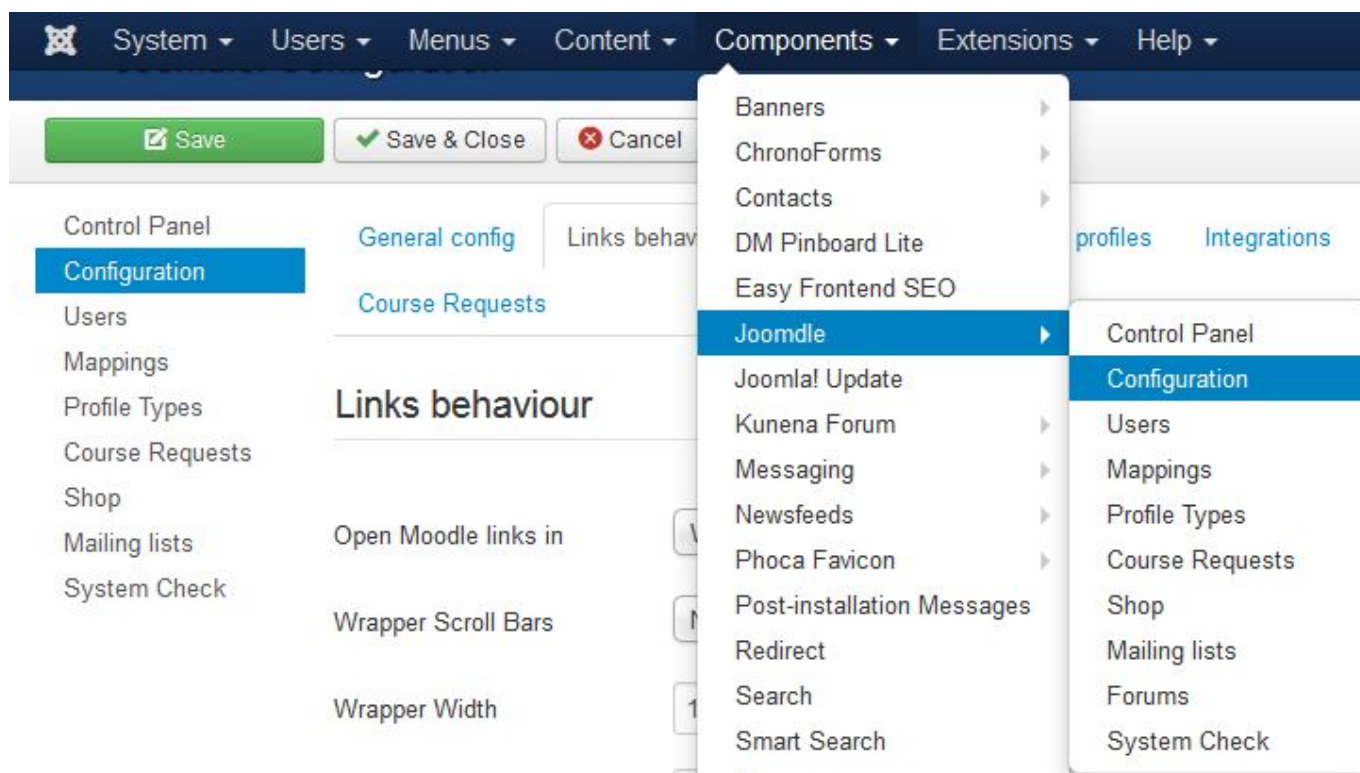 System Users Menus Content Components Extensions Help
Save Save & Close Cancel
Control Panel
Configuration
Users
Mappings
Profile Types
Course Requests
Shop
Mailing lists
System Check
General config Links behav profiles Integrations
Course Requests
Links behaviour
Open Moodle links in
Wrapper Scroll Bars
Wrapper Width
Banners
ChronoForms
Contacts
DM Pinboard Lite
Easy Frontend SEO
Joomdle
Joomla! Update
Kunena Forum
Messaging
Newsfeeds
Phoca Favicon
Post-installation Messages
Redirect
Search
Smart Search
Control Panel
Configuration
Users
Mappings
Profile Types
Course Requests
Shop
Mailing lists
Forums
System Check